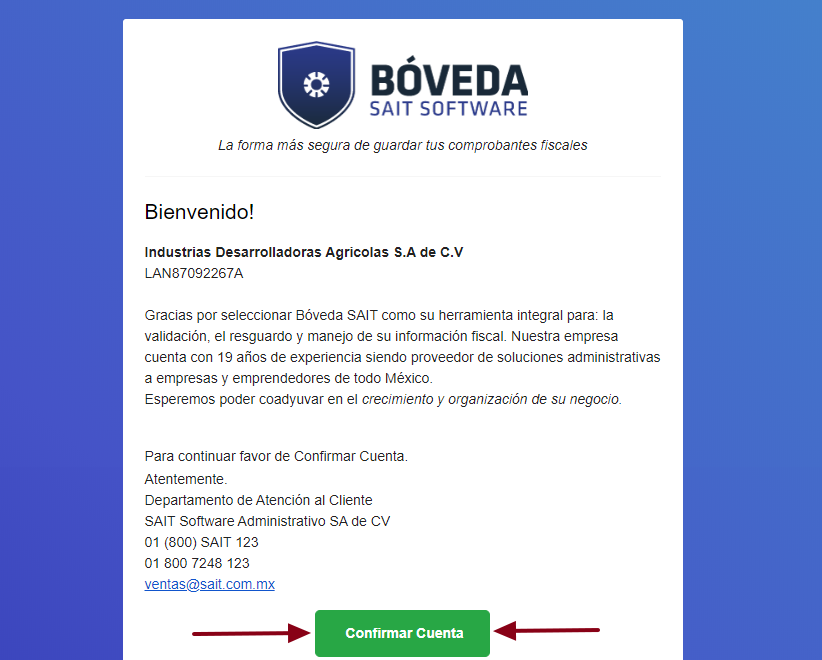 BÓVEDA
SAIT SOFTWARE
La forma más segura de guardar tus comprobantes fiscales
Bienvenido!
Industrias Desarrolladoras Agricolas S.A de C.V
LAN87092267A
Gracias por seleccionar Bóveda SAIT como su herramienta integral para: la
validación, el resguardo y manejo de su información fiscal. Nuestra empresa
cuenta con 19 años de experiencia siendo proveedor de soluciones administrativas
a empresas y emprendedores de todo México.
Esperemos poder coadyuvar en el crecimiento y organización de su negocio.
Para continuar favor de Confirmar Cuenta.
Atentemente.
Departamento de Atención al Cliente
SAIT Software Administrativo SA de CV
01 (800) SAIT 123
01 800 7248 123
ventas@sait.com.mx
Confirmar Cuenta